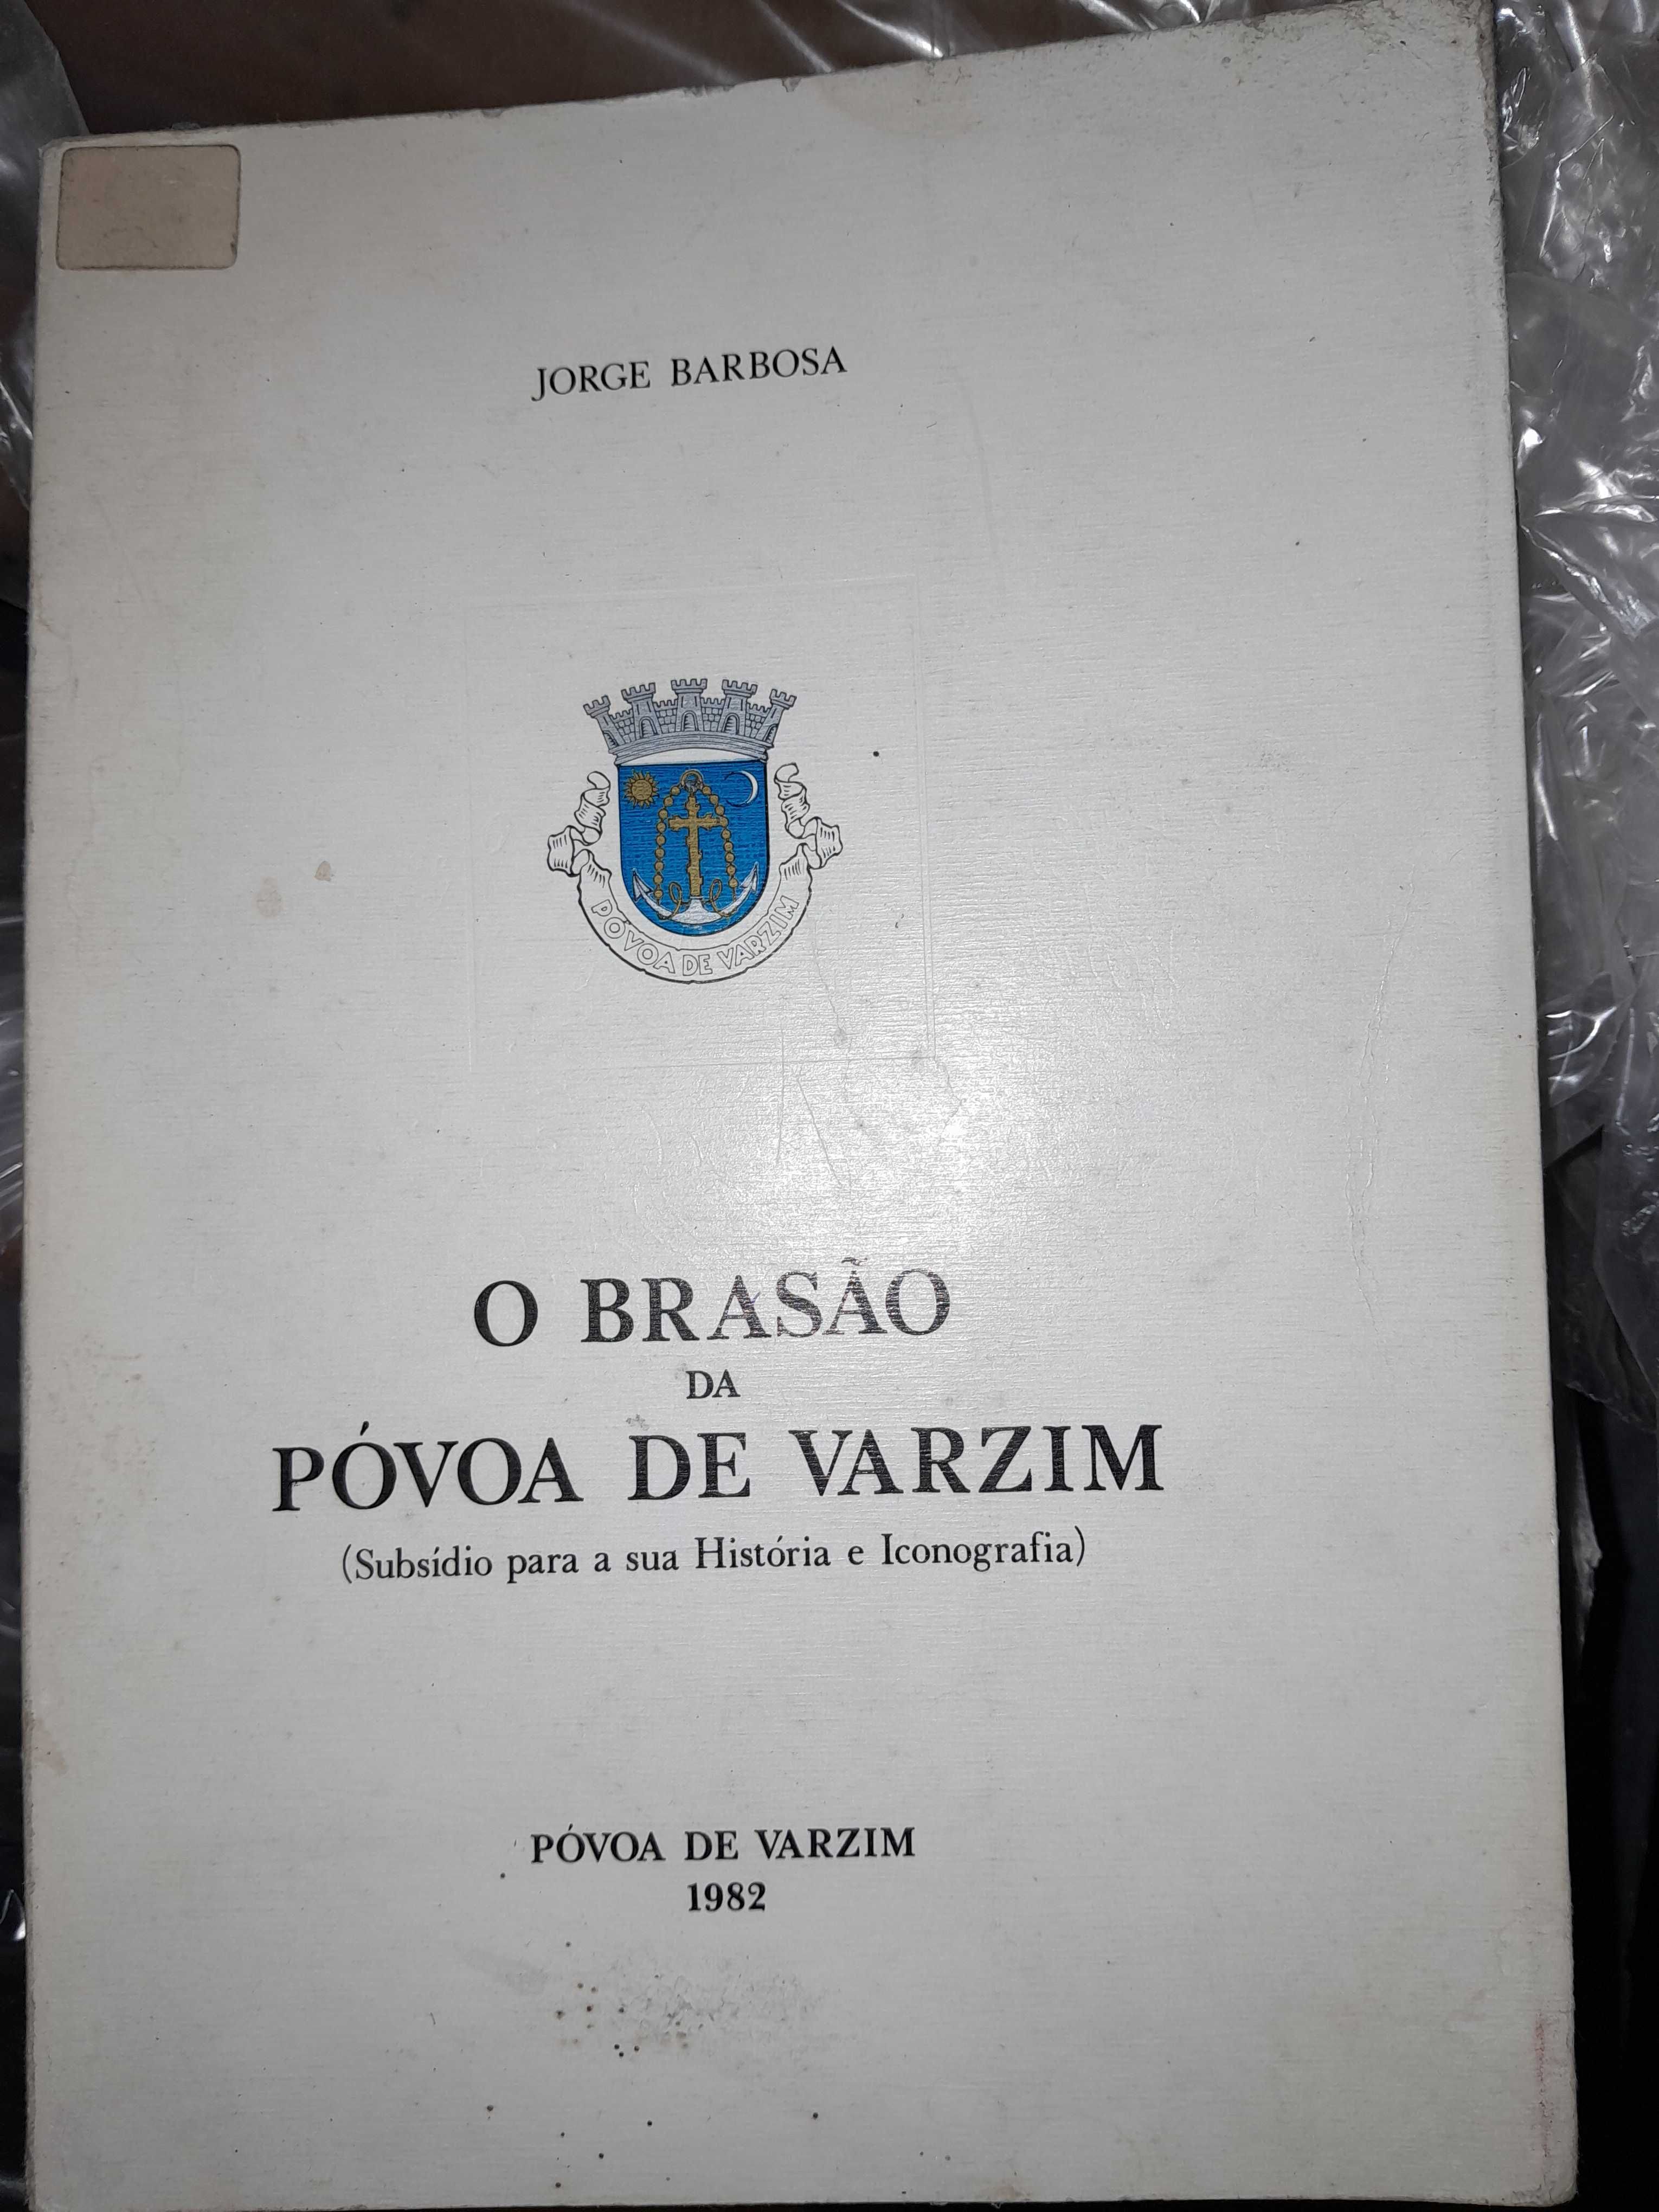 JORGE BARBOSA
PÓVOA DE VARZIM
O BRASÃO
DA
PÓVOA DE VARZIM
(Subsídio para a sua História e Iconografia)
PÓVOA DE VARZIM
1982